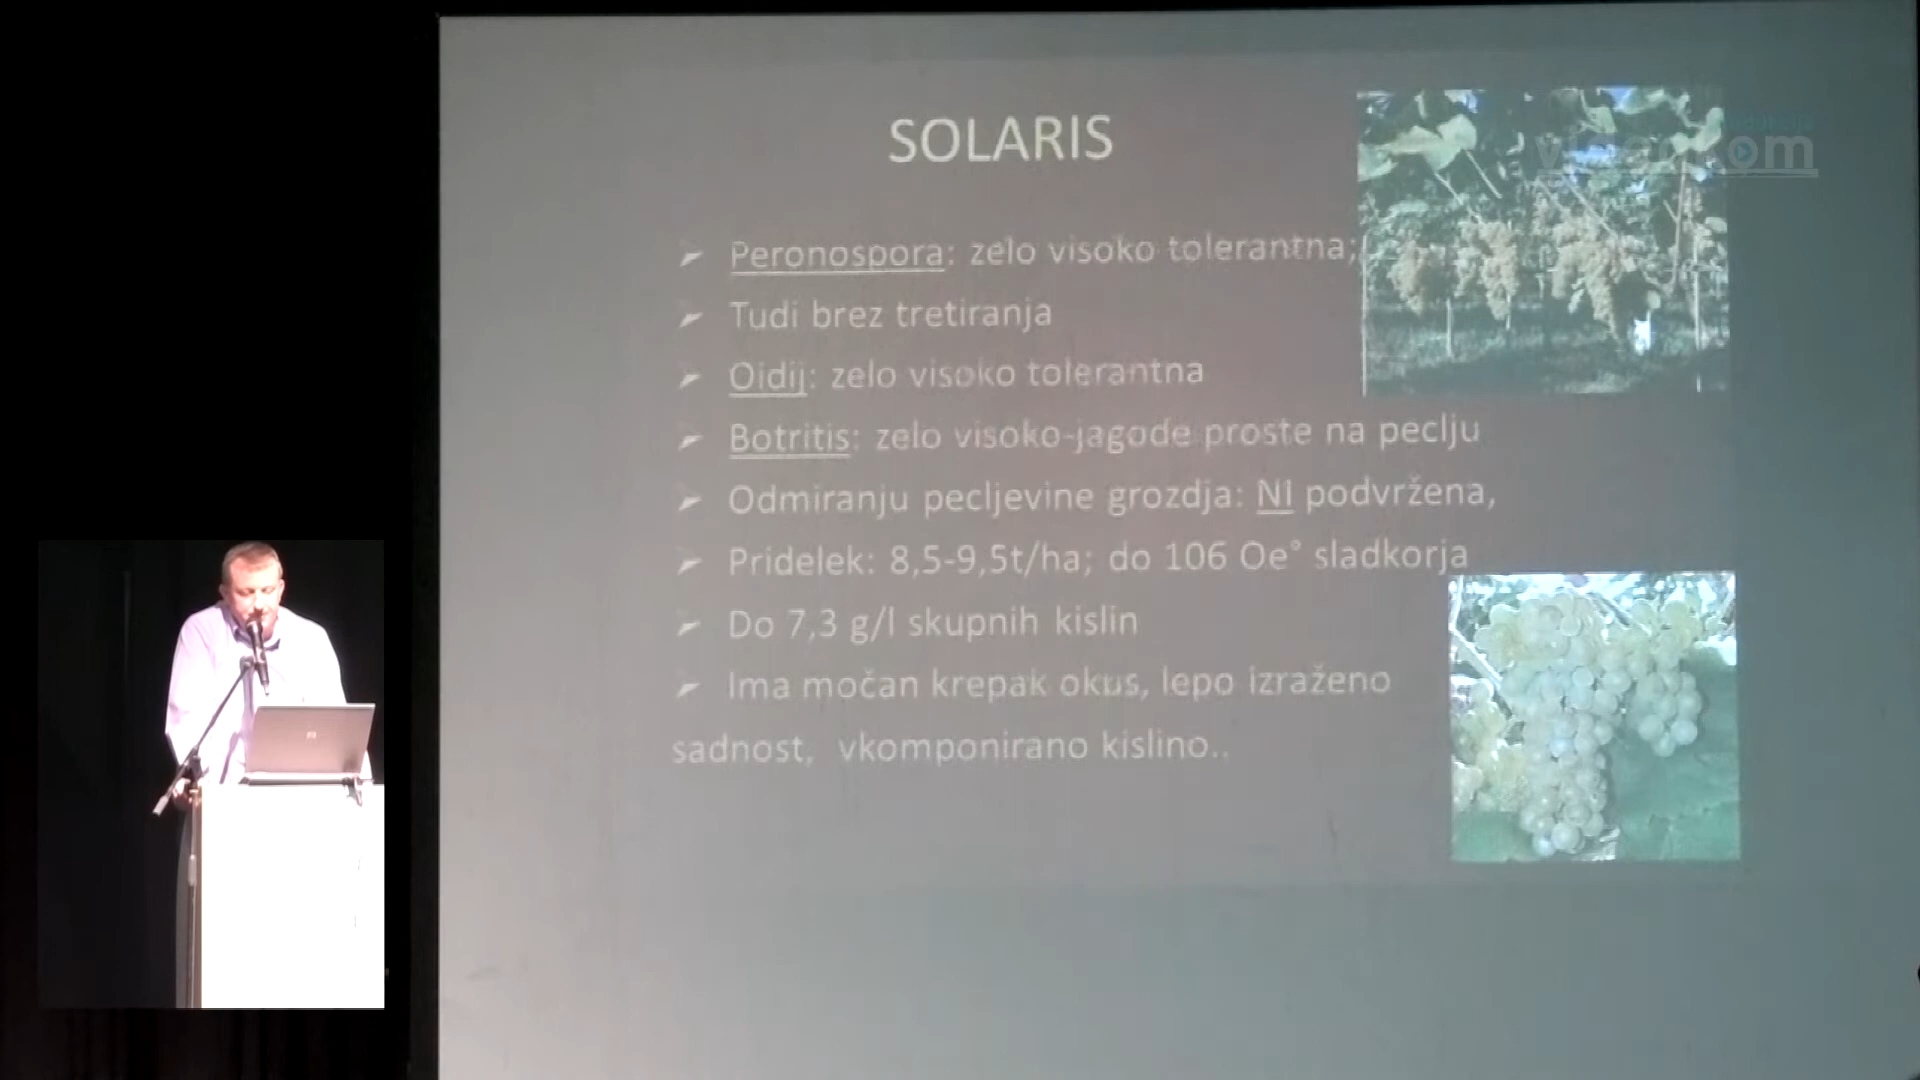 SOLARIS
Peronospora: zelo visoko tolerantna;
Tudi brez tretiranja
Oidij: zelo visoko tolerantna
Botritis: zelo visoko-jagode proste na peclju
Odmiranju pecljevine grozdja: NI podvržena,
Pridelek: 8,5-9,5t/ha; do 106 Oe° sladkorja
Do 7,3 g/l skupnih kislin
Ima močan krepak okus, lepo izraženo
sadnost, vkomponirano kislino..